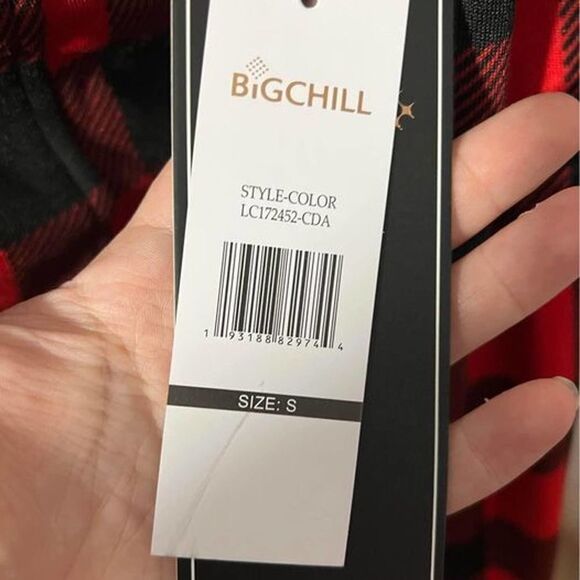 BiGCHILL
STYLE-COLOR
LC172452-CDA
1 93188 82974 4
SIZE: S